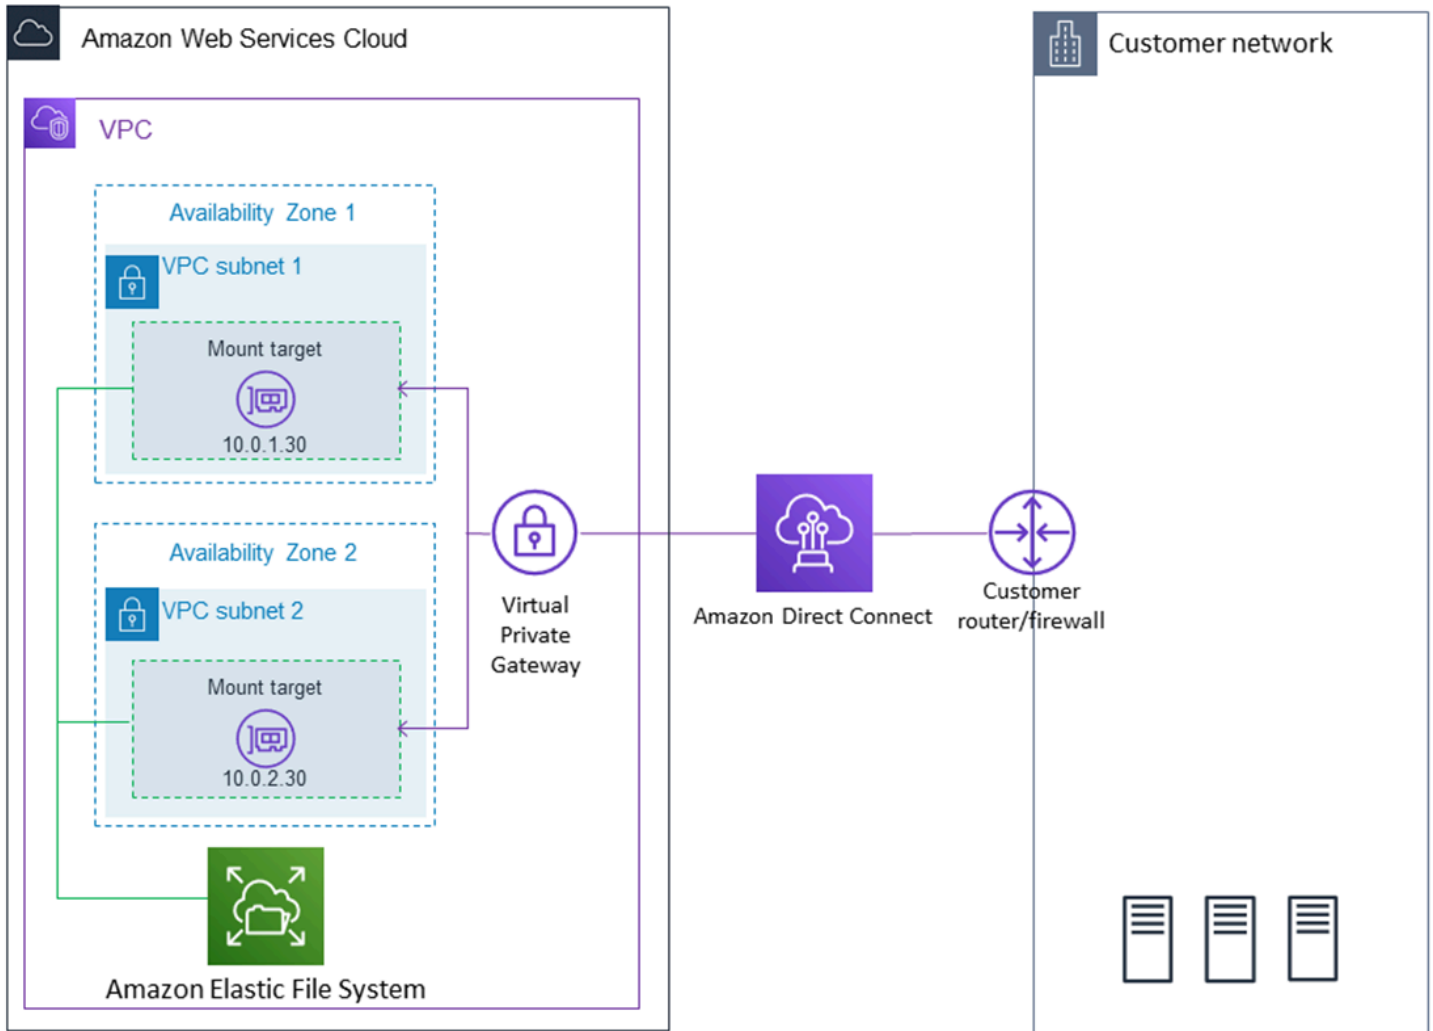 Amazon Web Services Cloud
Customer network
VPC
Availability Zone 1
VPC subnet 1
Mount target
10.0.1.30
Availability Zone 2
VPC subnet 2
Mount target
10.0.2.30
Virtual
Private
Gateway
Amazon Direct Connect
Customer
router/firewall
Amazon Elastic File System